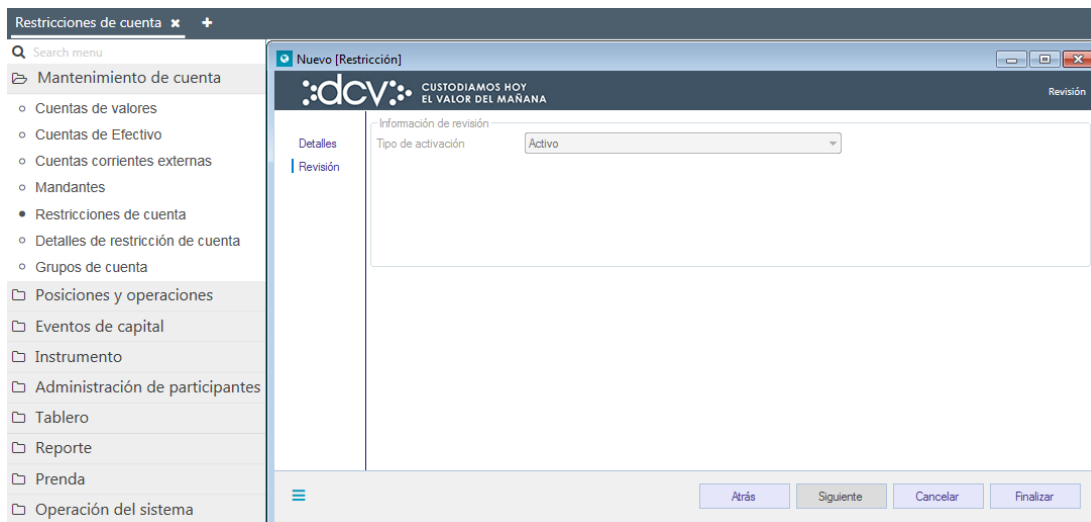 Restricciones de cuenta × +
Search menu
Mantenimiento de cuenta
Cuentas de valores
Cuentas de Efectivo
Cuentas corrientes externas
Mandantes
Restricciones de cuenta
Detalles de restricción de cuenta
Grupos de cuenta
Posiciones y operaciones
Eventos de capital
Instrumento
Administración de participantes
Tablero
Reporte
Prenda
Operación del sistema
Nuevo [Restricción]
dcv CUSTODIAMOS HOY
EL VALOR DEL MAÑANA
Revisión
Detalles
Revisión
Información de revisión
Tipo de activación Activo
Atrás Siguiente Cancelar Finalizar